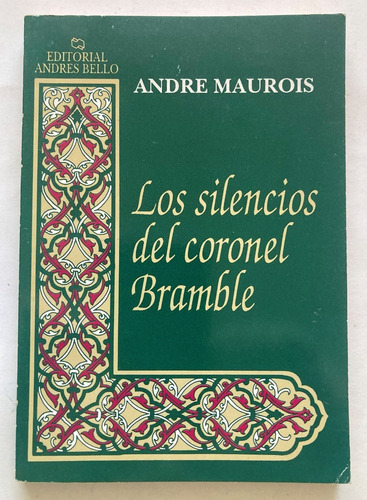 EDITORIAL
ANDRES BELLO
ANDRE MAUROIS
Los silencios
del coronel
Bramble